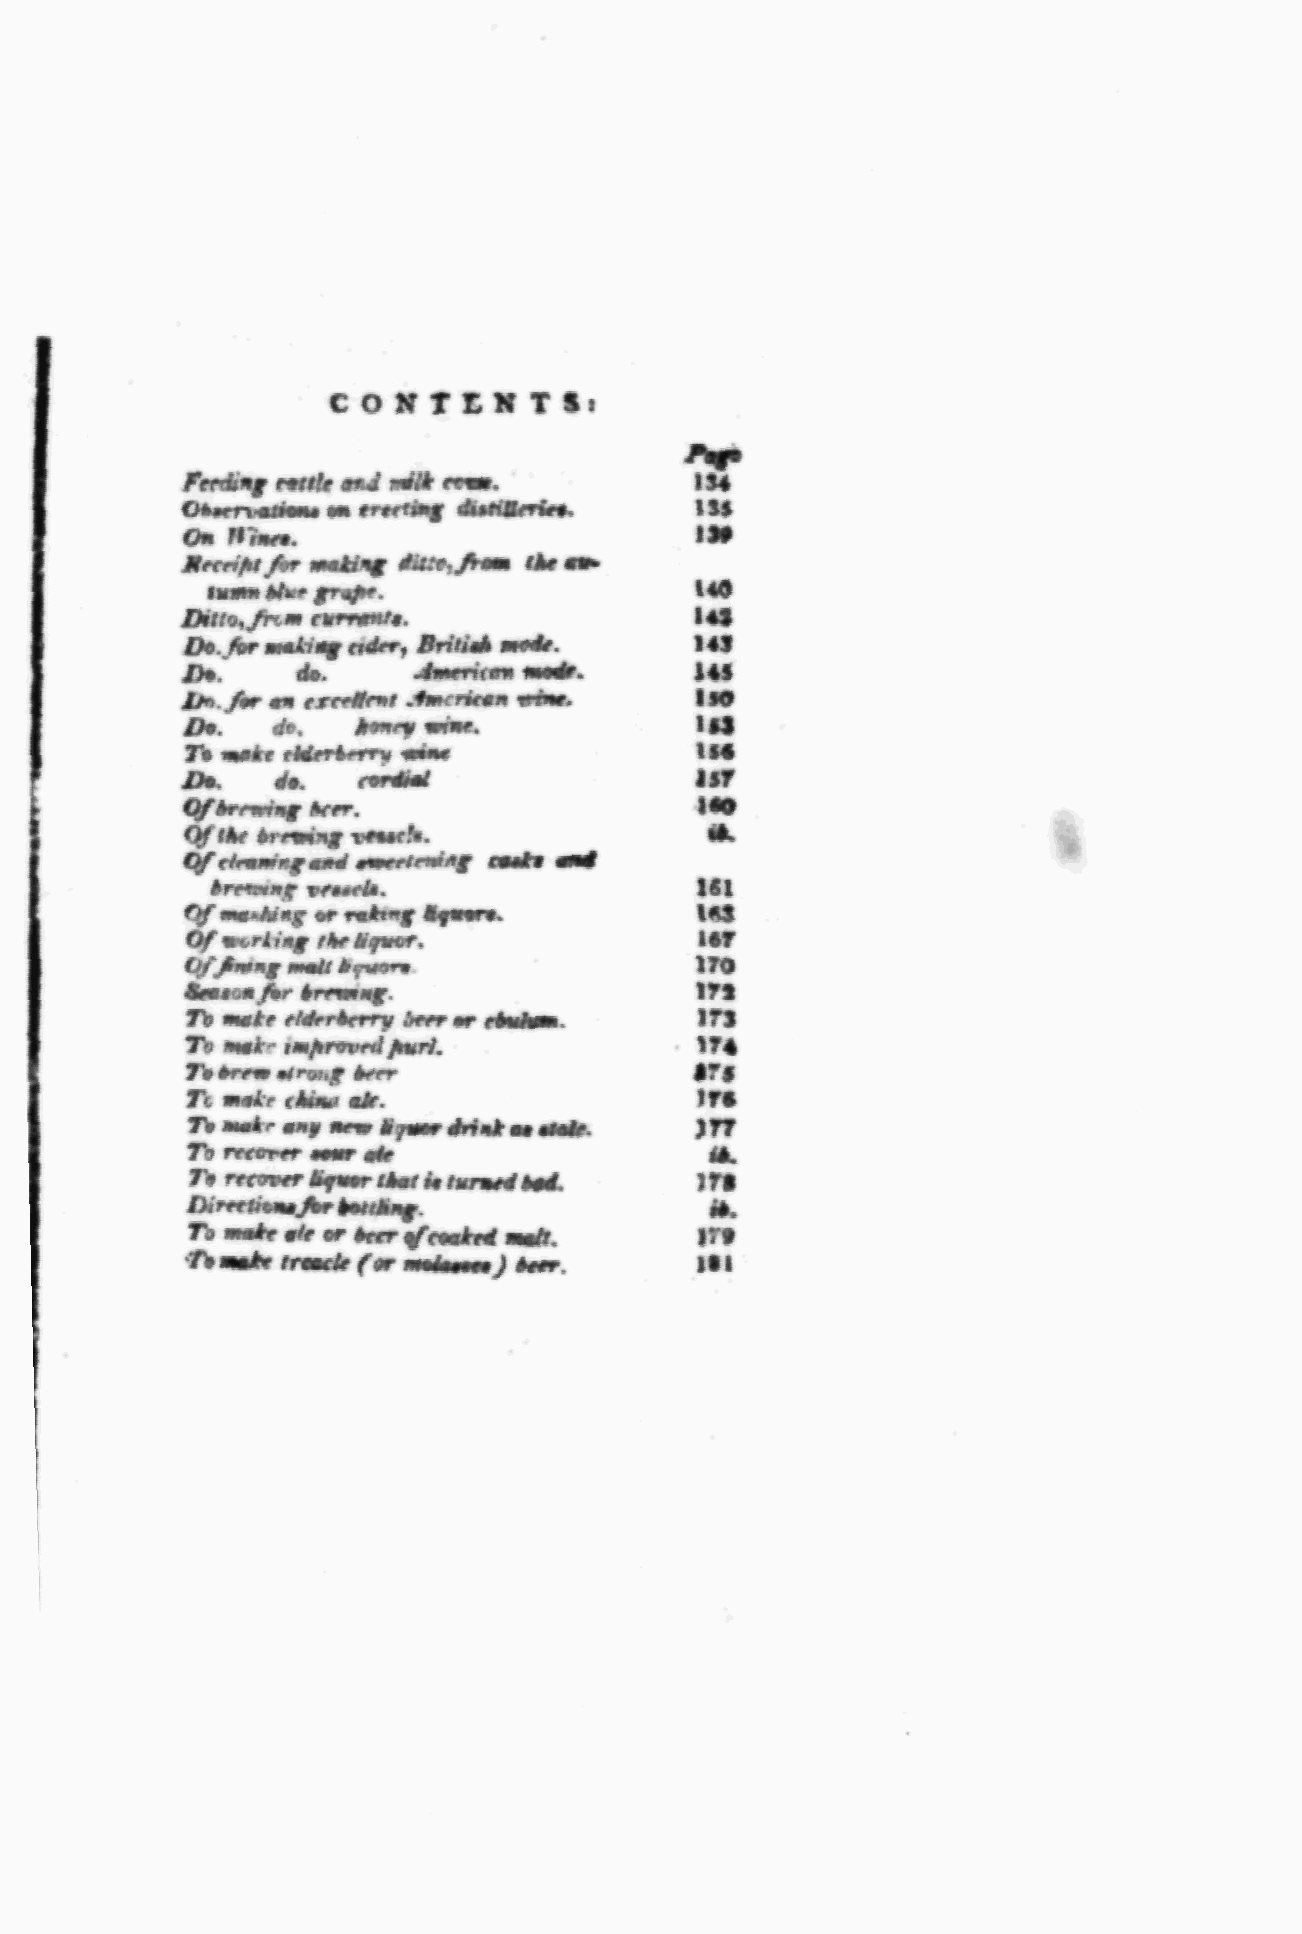 CONTENTS:
Page
Feeding cattle and milk cows. 134
Observations on erecting distilleries. 135
On Wines. 139
Receipt for making ditto, from the au-
tumn blue grape. 140
Ditto, from currants. 142
Do. for making cider, British mode. 143
Do. do. American mode. 145
Do. for an excellent American wine. 150
Do. do. honey wine. 153
To make elderberry wine 156
Do. do. cordial 157
Of brewing beer. 160
Of the brewing vessels. ib.
Of cleaning and sweetening casks and
brewing vessels. 161
Of mashing or raking liquors. 163
Of working the liquor. 167
Of fining malt liquors. 170
Season for brewing. 172
To make elderberry beer or ebulum. 173
To make improved purl. 174
To brew strong beer 175
To make china ale. 176
To make any new liquor drink as stale. 177
To recover sour ale ib.
To recover liquor that is turned bad. 178
Directions for bottling. ib.
To make ale or beer of coaked malt. 179
To make treacle (or molasses) beer. 181